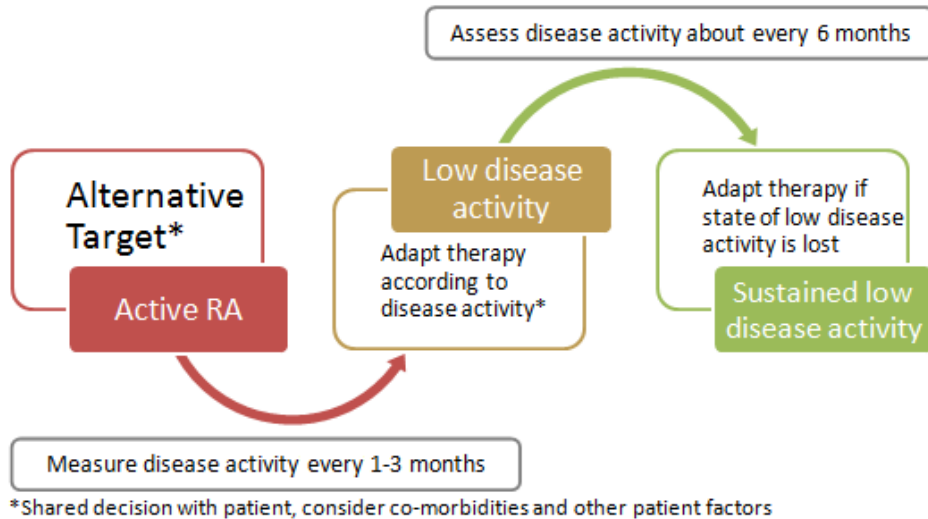 Assess disease activity about every 6 months
Alternative
Target*
Active RA
Low disease
activity
Adapt therapy
according to
disease activity*
Adapt therapy if
state of low disease
activity is lost
Sustained low
disease activity
Measure disease activity every 1-3 months
*Shared decision with patient, consider co-morbidities and other patient factors